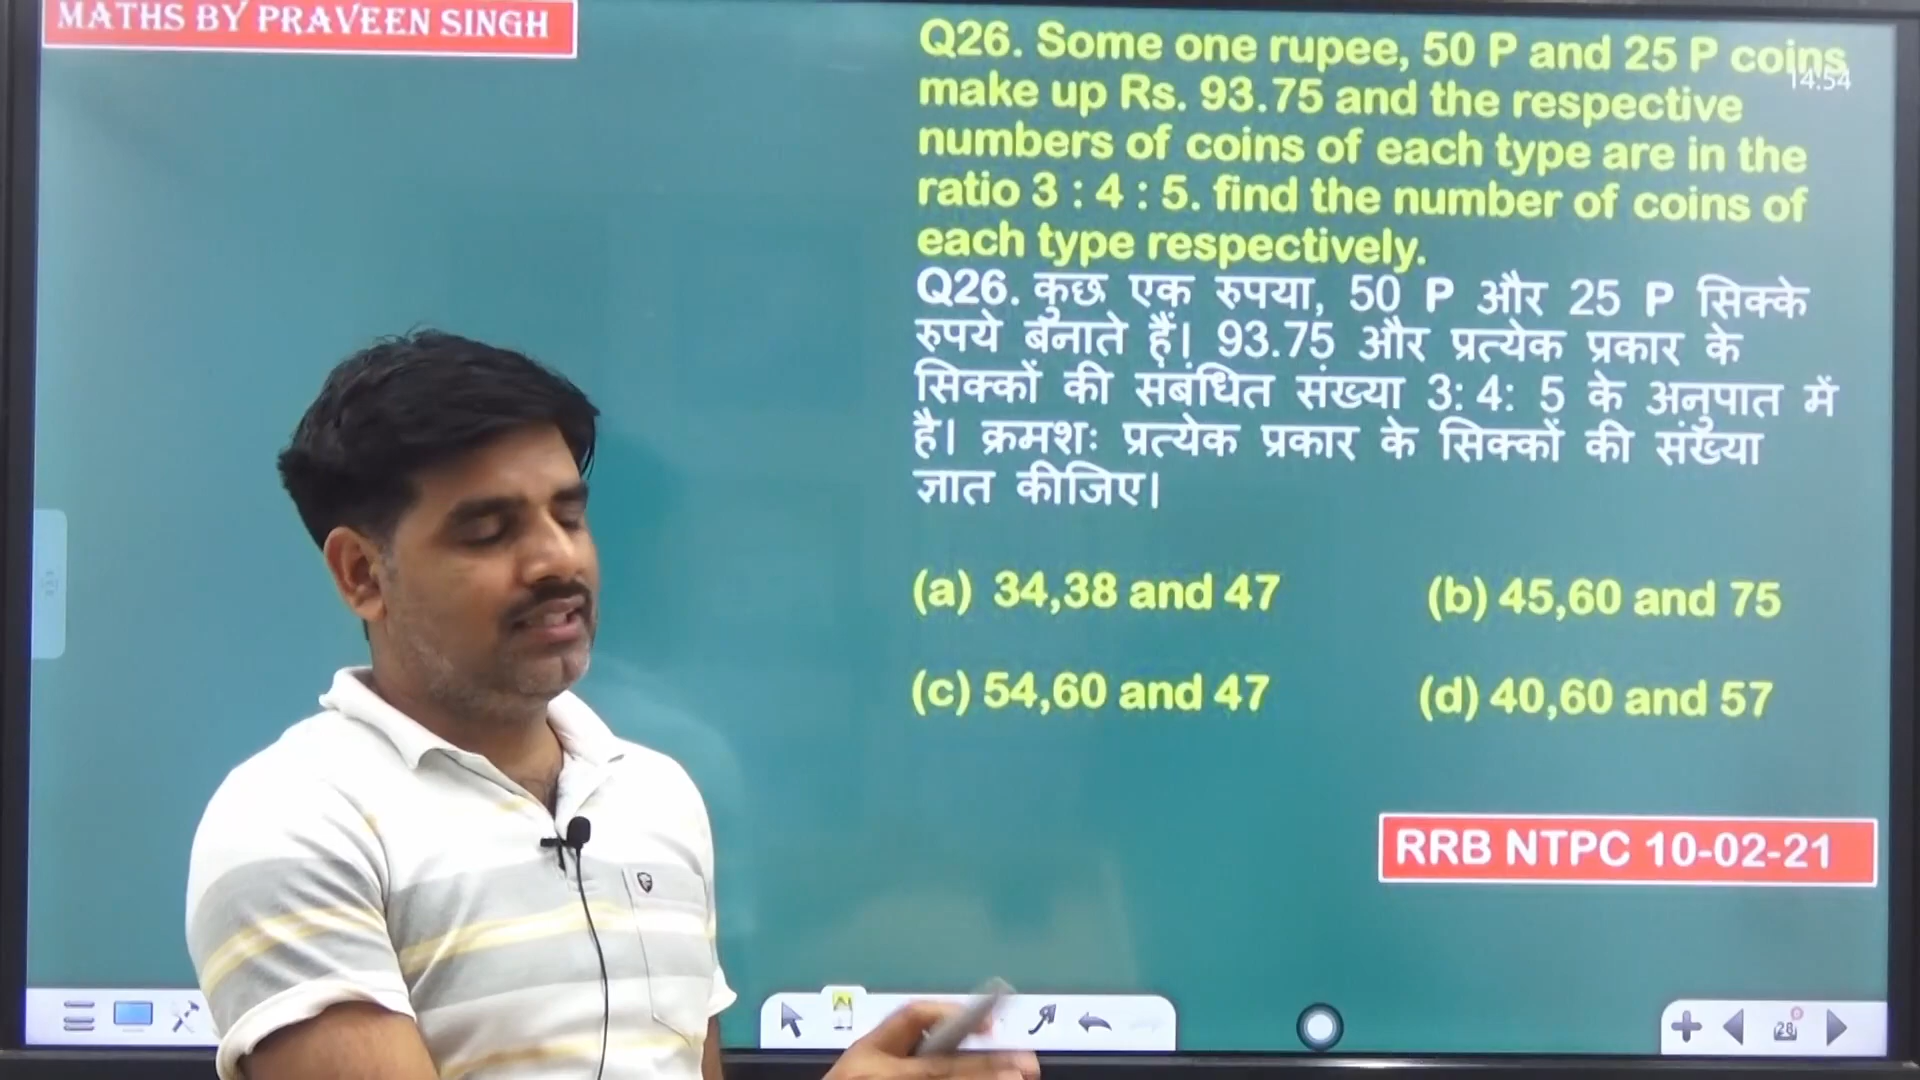 MATHS BY PRAVEEN SINGH
Q26. Some one rupee, 50 P and 25 P coins
14:54
make up Rs. 93.75 and the respective
numbers of coins of each type are in the
ratio 3 : 4 : 5. find the number of coins of
each type respectively.
Q26. कुछ एक रुपया, 50 P और 25 P सिक्के
रुपये बनाते हैं। 93.75 और प्रत्येक प्रकार के
सिक्कों की संबंधित संख्या 3: 4: 5 के अनुपात में
है। क्रमशः प्रत्येक प्रकार के सिक्कों की संख्या
ज्ञात कीजिए।
(a) 34,38 and 47 (b) 45,60 and 75
(c) 54,60 and 47 (d) 40,60 and 57
RRB NTPC 10-02-21
28